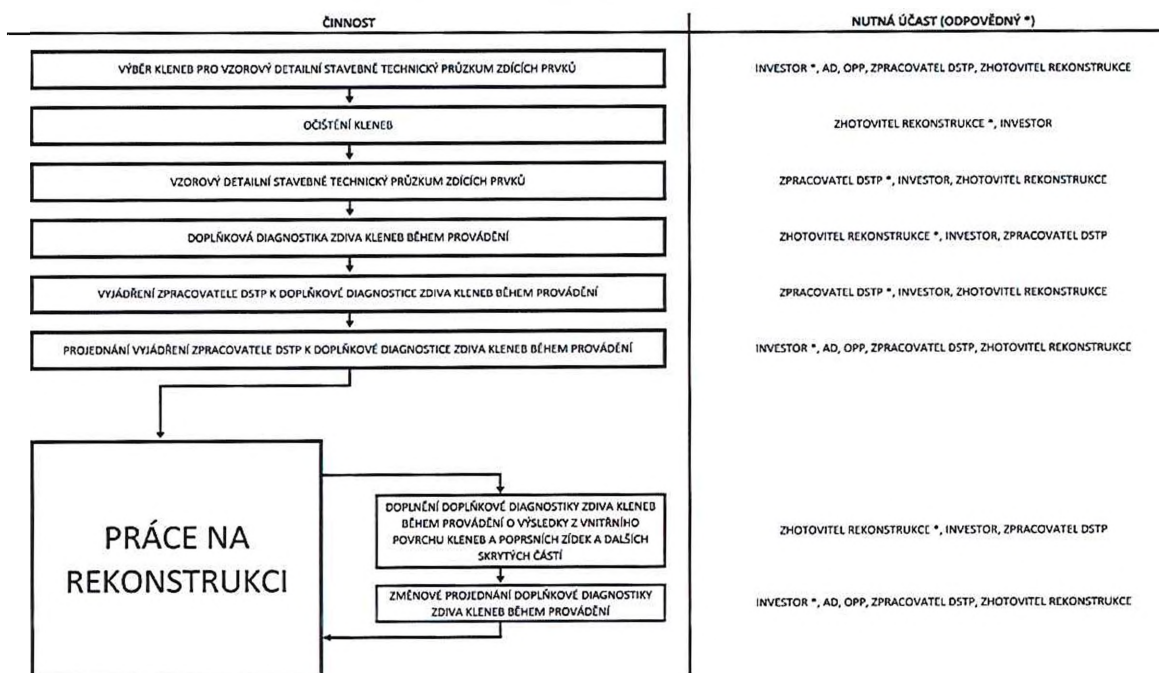 ČINNOST
NUTNÁ ÚČAST (ODPOVĚDNÝ *)
VÝBĚR KLENEB PRO VZOROVÝ DETAILNÍ STAVEBNĚ TECHNICKÝ PRŮZKUM ZDÍCÍCH PRVKŮ
INVESTOR *, AD, OPP, ZPRACOVATEL DSTP, ZHOTOVITEL REKONSTRUKCE
OČIŠTĚNÍ KLENEB
ZHOTOVITEL REKONSTRUKCE *, INVESTOR
VZOROVÝ DETAILNÍ STAVEBNĚ TECHNICKÝ PRŮZKUM ZDÍCÍCH PRVKŮ
ZPRACOVATEL DSTP *, INVESTOR, ZHOTOVITEL REKONSTRUKCE
DOPLŇKOVÁ DIAGNOSTIKA ZDIVA KLENEB BĚHEM PROVÁDĚNÍ
ZHOTOVITEL REKONSTRUKCE *, INVESTOR, ZPRACOVATEL DSTP
VYJÁDŘENÍ ZPRACOVATELE DSTP K DOPLŇKOVÉ DIAGNOSTICE ZDIVA KLENEB BĚHEM PROVÁDĚNÍ
ZPRACOVATEL DSTP *, INVESTOR, ZHOTOVITEL REKONSTRUKCE
PROJEDNÁNÍ VYJÁDŘENÍ ZPRACOVATELE DSTP K DOPLŇKOVÉ DIAGNOSTICE ZDIVA KLENEB BĚHEM PROVÁDĚNÍ
INVESTOR *, AD, OPP, ZPRACOVATEL DSTP, ZHOTOVITEL REKONSTRUKCE
PRÁCE NA
REKONSTRUKCI
DOPLNĚNÍ DOPLŇKOVÉ DIAGNOSTIKY ZDIVA KLENEB
BĚHEM PROVÁDĚNÍ O VÝSLEDKY Z VNITŘNÍHO
POVRCHU KLENEB A POPRSNÍCH ZÍDEK A DALŠÍCH
SKRYTÝCH ČÁSTÍ
ZHOTOVITEL REKONSTRUKCE *, INVESTOR, ZPRACOVATEL DSTP
ZMĚNOVÉ PROJEDNÁNÍ DOPLŇKOVÉ DIAGNOSTIKY
ZDIVA KLENEB BĚHEM PROVÁDĚNÍ
INVESTOR *, AD, OPP, ZPRACOVATEL DSTP, ZHOTOVITEL REKONSTRUKCE